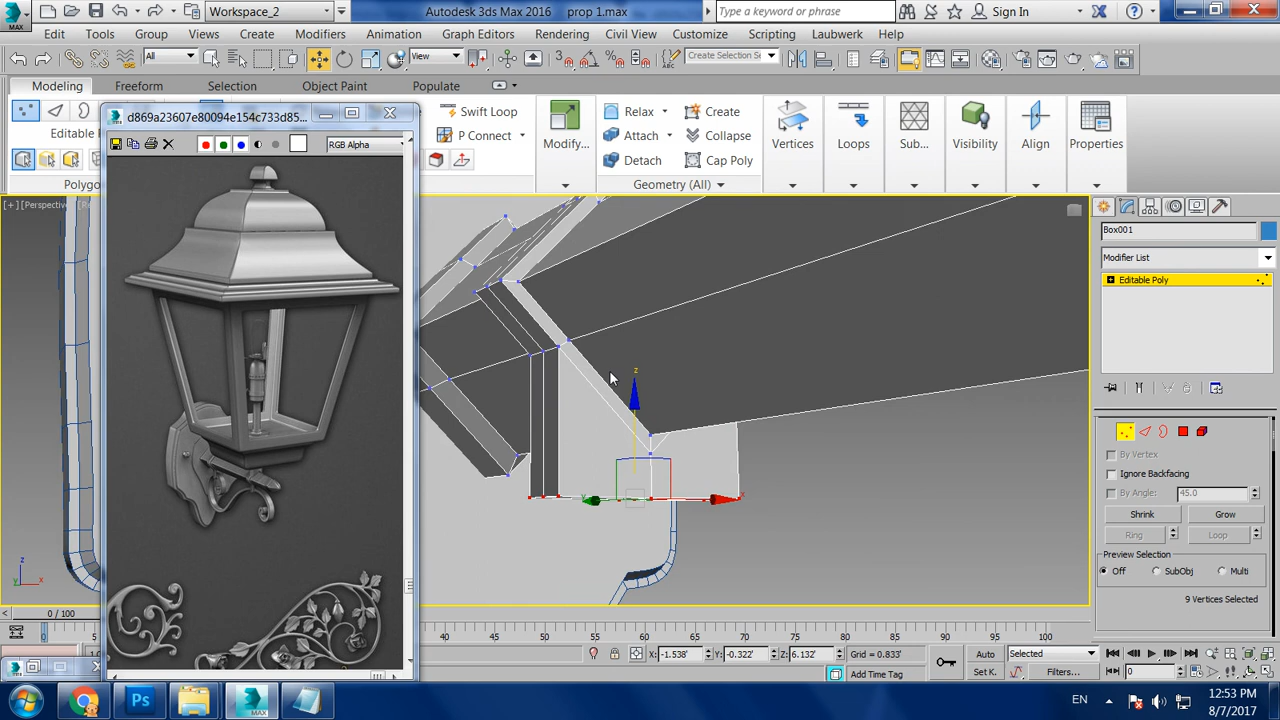 MAX
Workspace_2
Autodesk 3ds Max 2016 prop 1.max
Type a keyword or phrase
Sign In
Edit Tools Group Views Create Modifiers Animation Graph Editors Rendering Civil View Customize Scripting Laubwerk Help
All
View
Create Selection Se
Modeling Freeform Selection Object Paint Populate
d869a23607e80094e154c733d85...
Swift Loop
P Connect
Relax
Attach
Detach
Create
Collapse
Cap Poly
Modify...
Vertices
Loops
Sub...
Visibility
Align
Properties
Editable
Polygo
Geometry (All)
RGB Alpha
[+] [Perspective]
Box001
Modifier List
Editable Poly
By Vertex
Ignore Backfacing
By Angle: 45.0
Shrink Grow
Ring Loop
Preview Selection
Off SubObj Multi
9 Vertices Selected
z
x
y
z
x
0 / 100
0 5 40 45 50 55 60 65 70 75 80 85 90 95 100
X: -1.538' Y: -0.322' Z: 6.132' Grid = 0.833'
Add Time Tag
Auto Selected
Set K. Filters...
0
Ps
MAX
EN
12:53 PM
8/7/2017